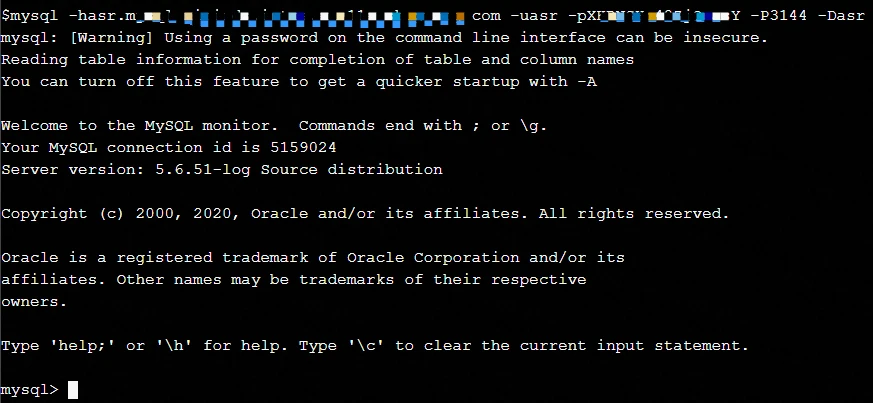 $mysql -hasr.m com -uasr -pX Y -P3144 -Dasr
mysql: [Warning] Using a password on the command line interface can be insecure.
Reading table information for completion of table and column names
You can turn off this feature to get a quicker startup with -A
Welcome to the MySQL monitor.  Commands end with ; or \g.
Your MySQL connection id is 5159024
Server version: 5.6.51-log Source distribution
Copyright (c) 2000, 2020, Oracle and/or its affiliates. All rights reserved.
Oracle is a registered trademark of Oracle Corporation and/or its
affiliates. Other names may be trademarks of their respective
owners.
Type 'help;' or '\h' for help. Type '\c' to clear the current input statement.
mysql>